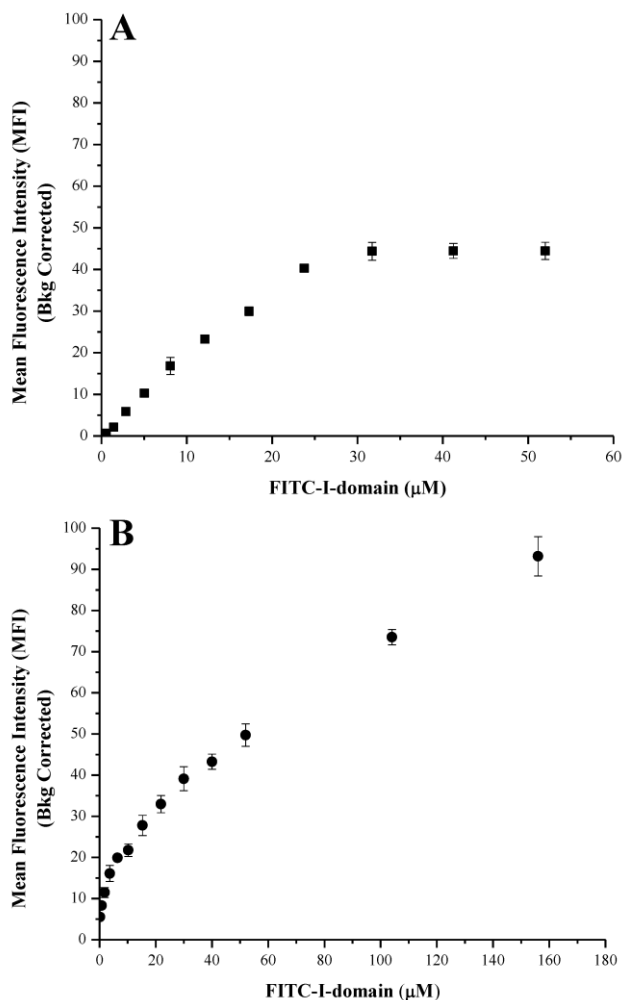 A
100
90
80
70
60
50
40
30
20
10
0
Mean Fluorescence Intensity (MFI)
(Bkg Corrected)
0 10 20 30 40 50 60
FITC-I-domain (μM)
B
100
90
80
70
60
50
40
30
20
10
0
Mean Fluorescence Intensity (MFI)
(Bkg Corrected)
0 20 40 60 80 100 120 140 160 180
FITC-I-domain (μM)